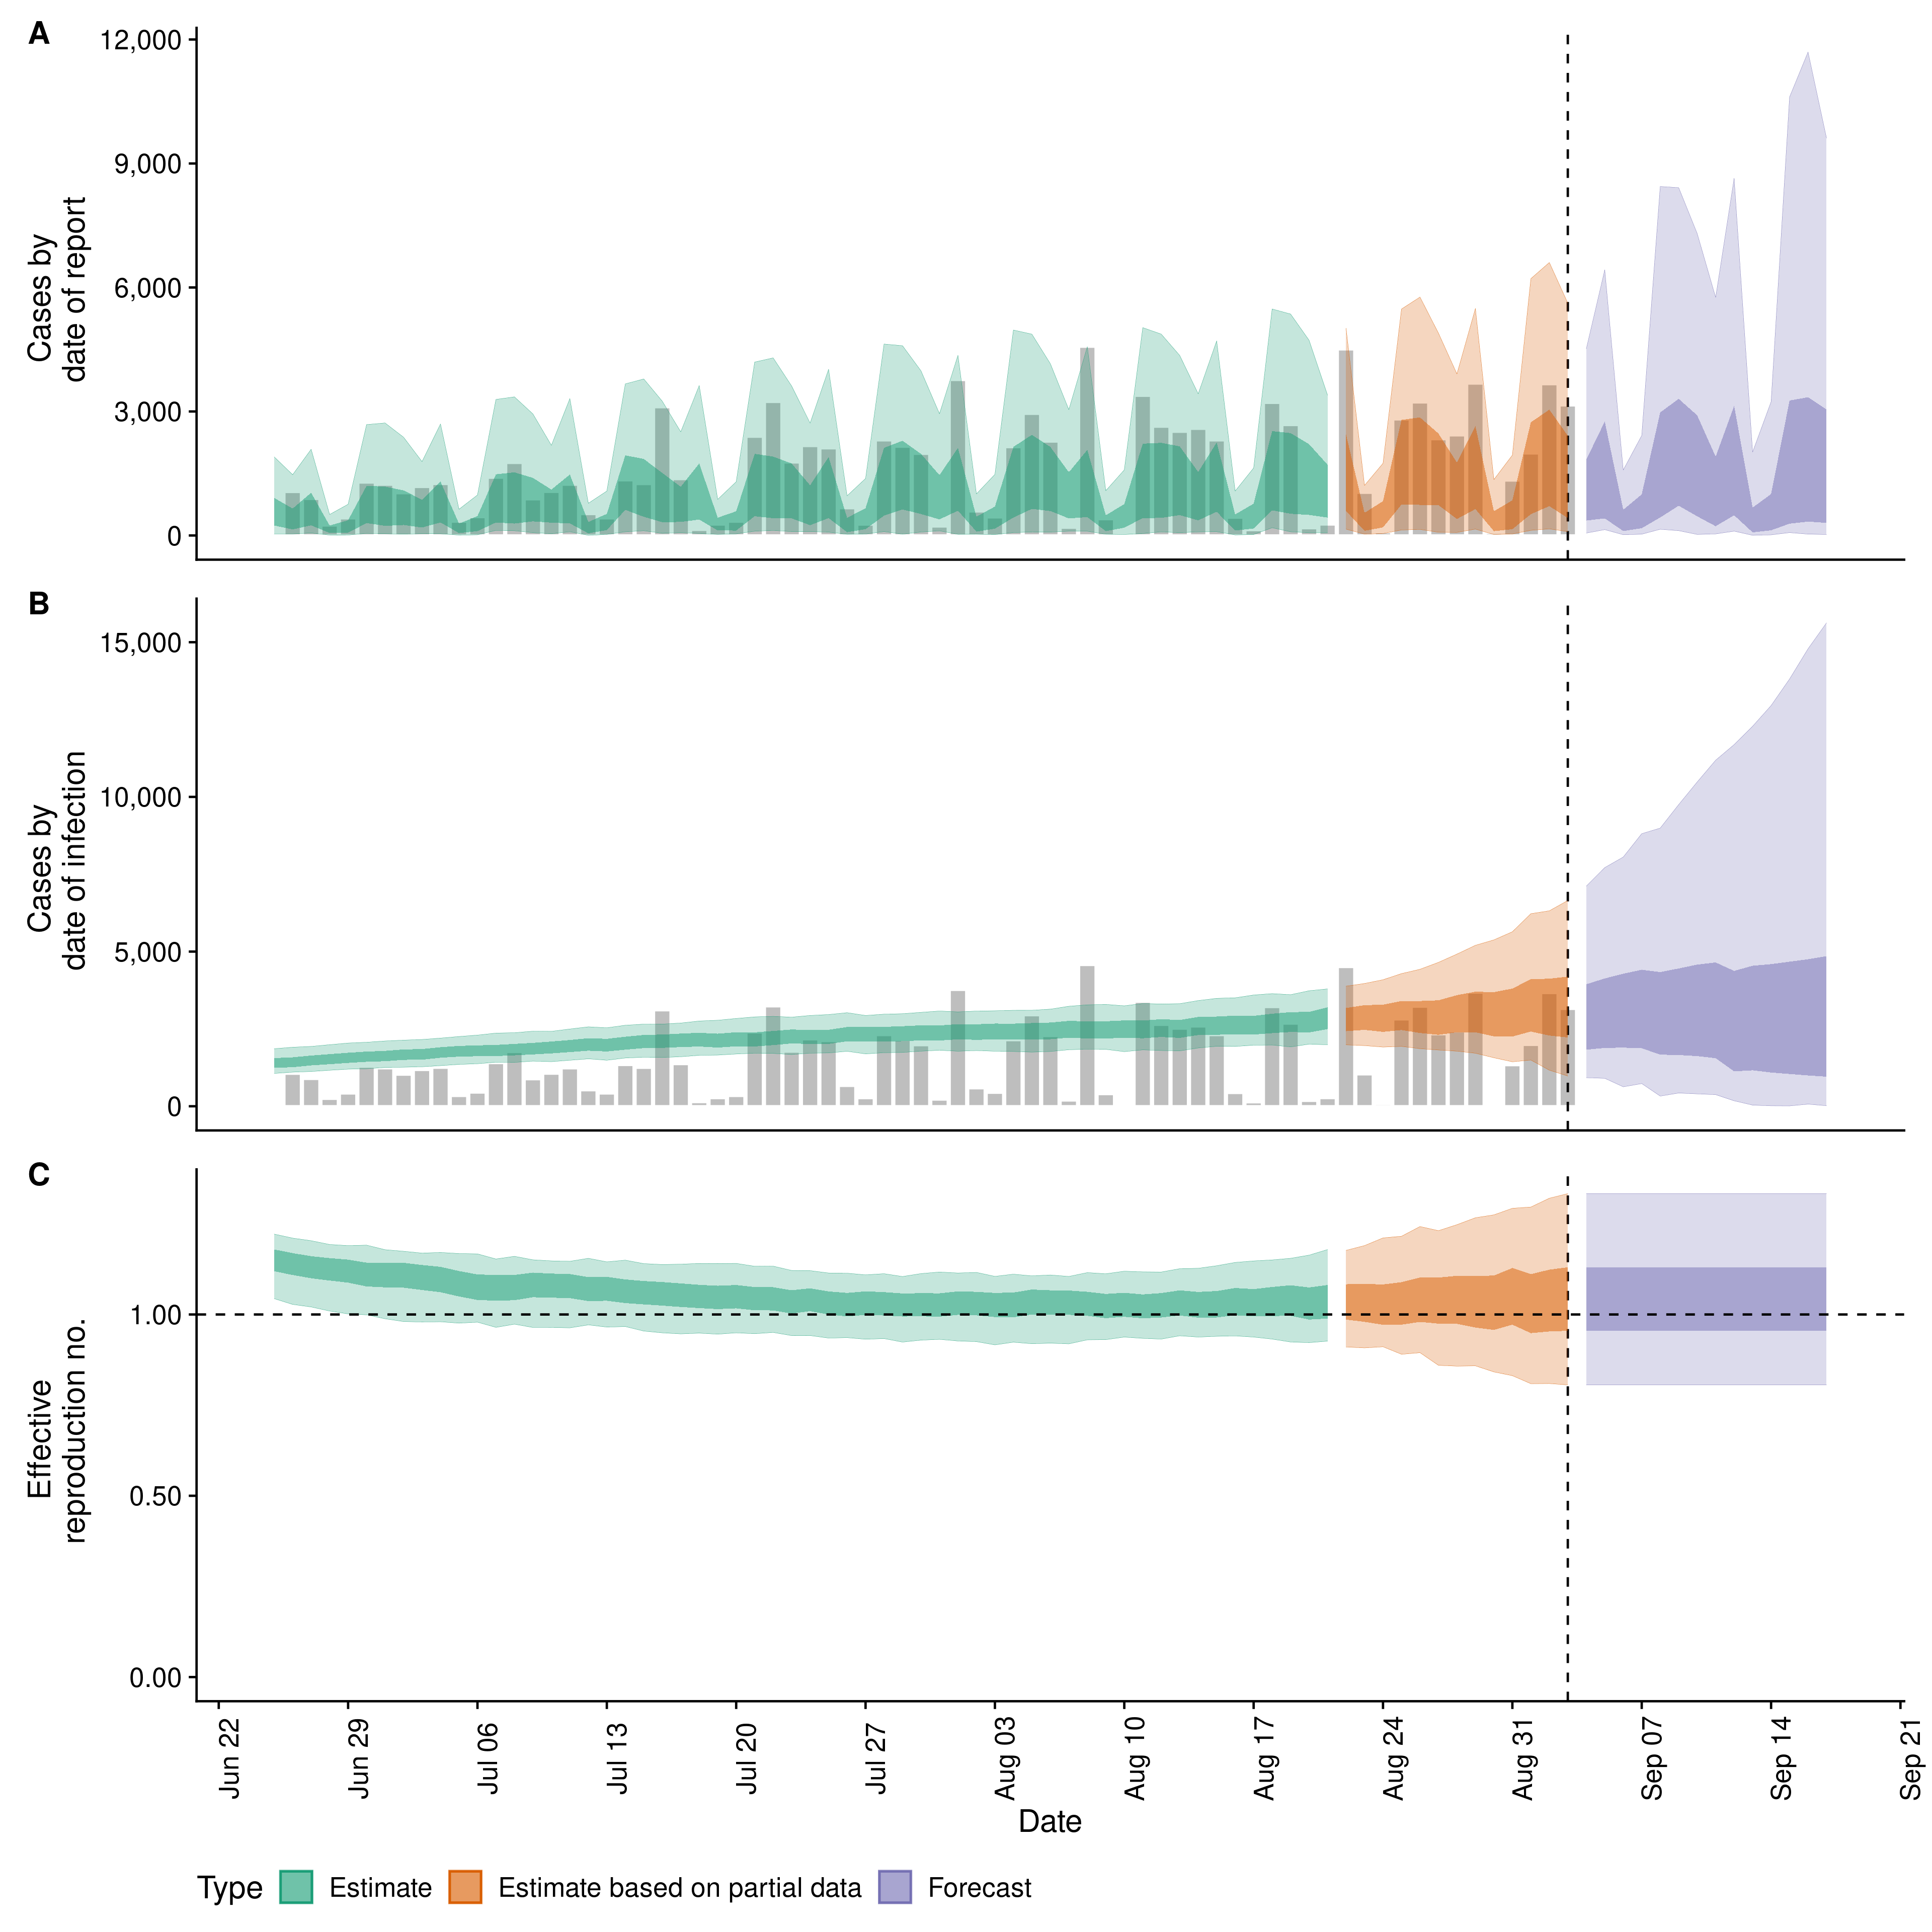 A
12,000
9,000
6,000
3,000
0
Cases by
date of report
B
15,000
10,000
5,000
0
Cases by
date of infection
C
1.00
0.50
0.00
Effective
reproduction no.
Jun 22
Jun 29
Jul 06
Jul 13
Jul 20
Jul 27
Aug 03
Aug 10
Aug 17
Aug 24
Aug 31
Sep 07
Sep 14
Sep 21
Date
Type Estimate Estimate based on partial data Forecast